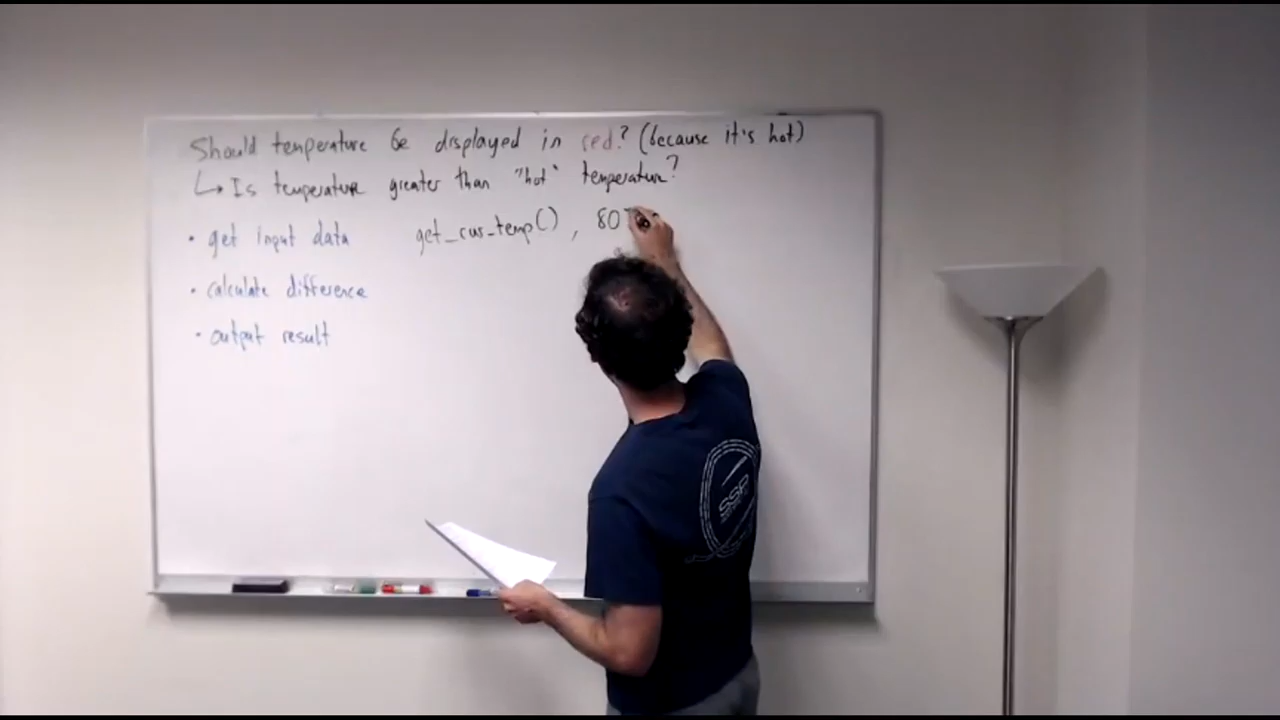 Should temperature be displayed in red? (because it's hot)
↳ Is temperature greater than "hot" temperature?
• get input data get_cur_temp() , 80
• calculate difference
• output result
SSP